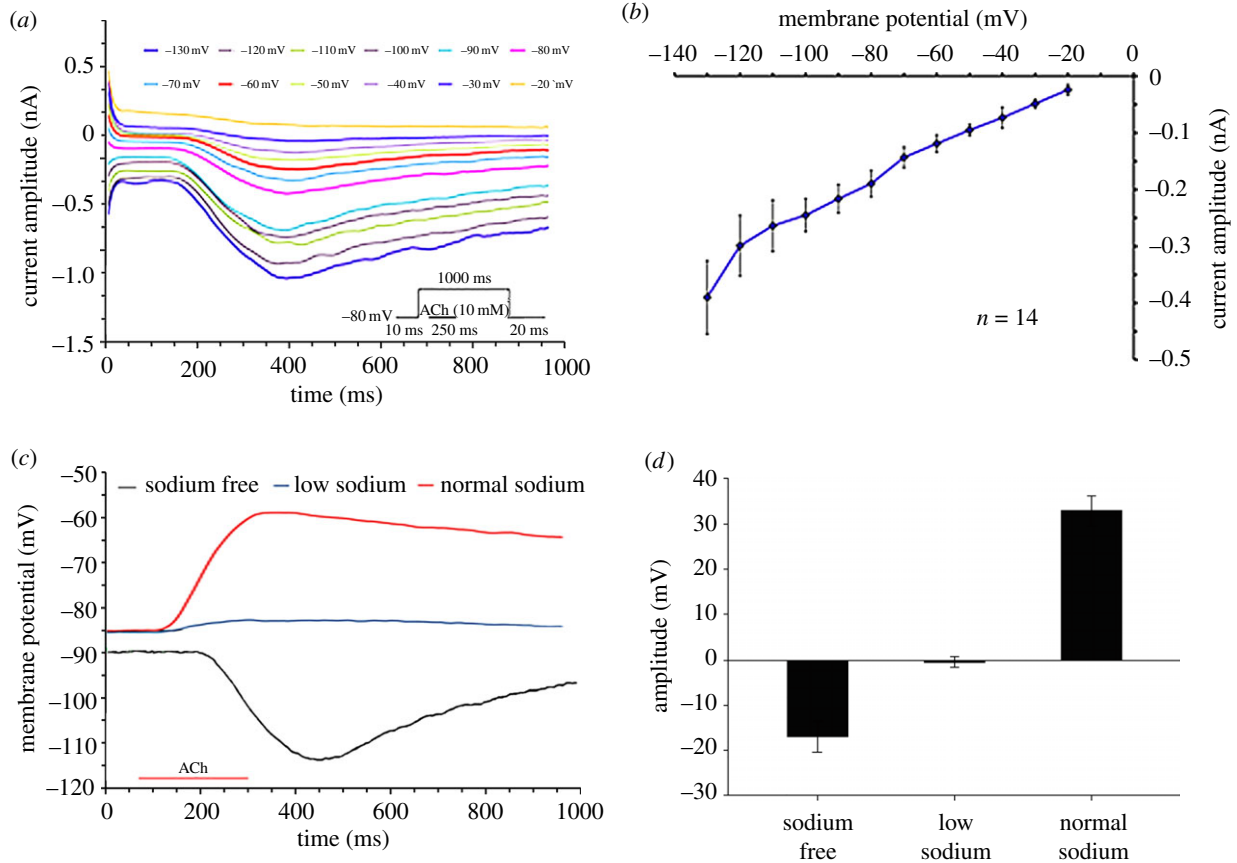 (a)
–130 mV –120 mV –110 mV –100 mV –90 mV –80 mV
–70 mV –60 mV –50 mV –40 mV –30 mV –20 `mV
current amplitude (nA)
0.5
0
–0.5
–1.0
–1.5
1000 ms
–80 mV
ACh (10 mM)
10 ms 250 ms 20 ms
0 200 400 600 800 1000
time (ms)
(b)
membrane potential (mV)
–140 –120 –100 –80 –60 –40 –20 0
0
–0.1
–0.2
–0.3
–0.4
–0.5
current amplitude (nA)
n = 14
(c)
sodium free low sodium normal sodium
membrane potential (mV)
–50
–60
–70
–80
–90
–100
–110
–120
ACh
0 200 400 600 800 1000
time (ms)
(d)
amplitude (mV)
40
30
20
10
0
–10
–20
–30
sodium free
low sodium
normal sodium